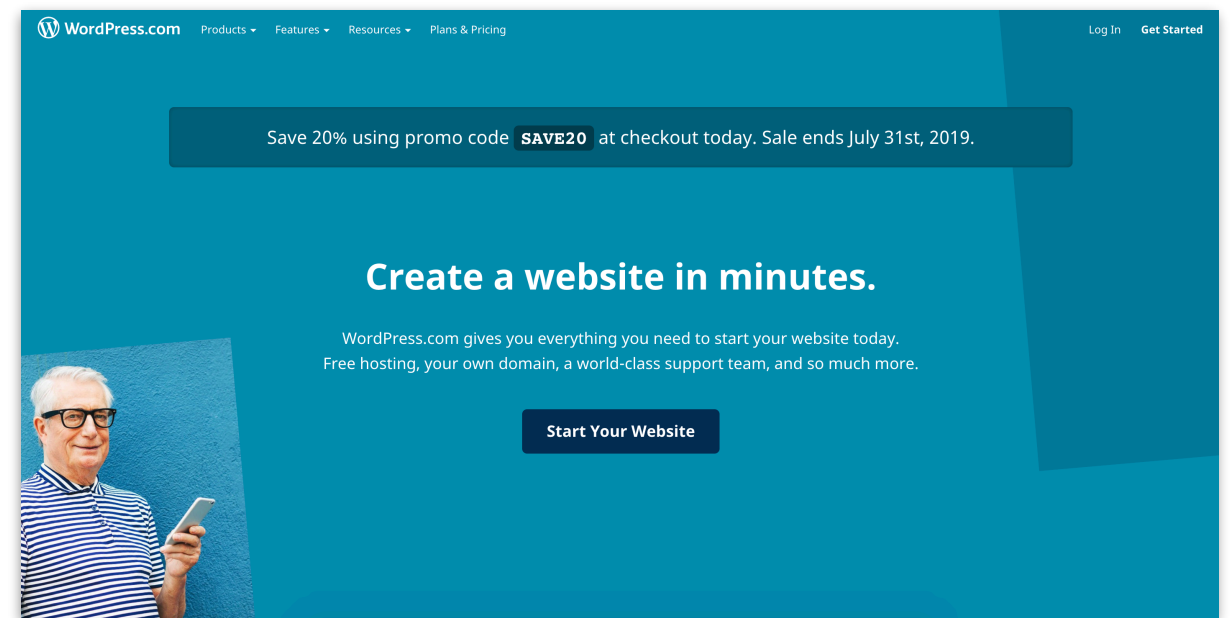 WordPress.com Products Features Resources Plans & Pricing Log In Get Started
Save 20% using promo code SAVE20 at checkout today. Sale ends July 31st, 2019.
Create a website in minutes.
WordPress.com gives you everything you need to start your website today.
Free hosting, your own domain, a world-class support team, and so much more.
Start Your Website